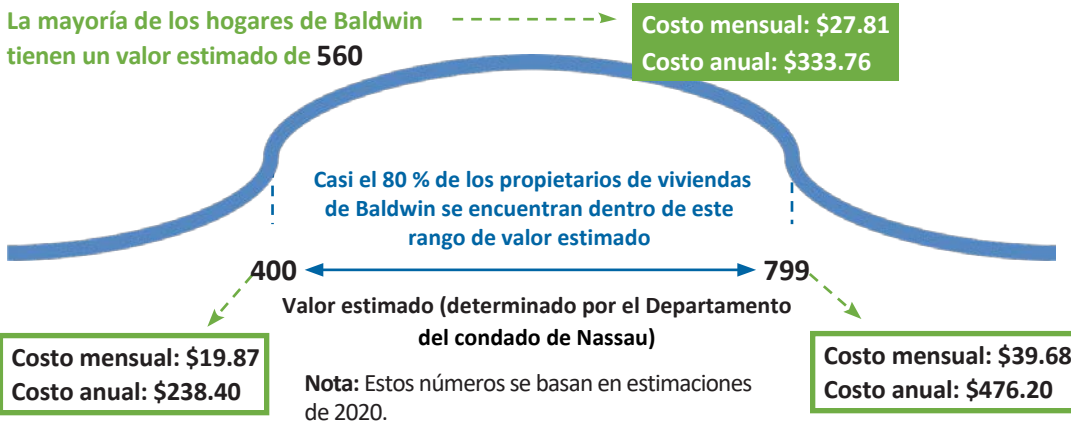 La mayoría de los hogares de Baldwin
tienen un valor estimado de 560
Costo mensual: $27.81
Costo anual: $333.76
Casi el 80 % de los propietarios de viviendas
de Baldwin se encuentran dentro de este
rango de valor estimado
400
799
Valor estimado (determinado por el Departamento
del condado de Nassau)
Costo mensual: $19.87
Costo anual: $238.40
Nota: Estos números se basan en estimaciones
de 2020.
Costo mensual: $39.68
Costo anual: $476.20